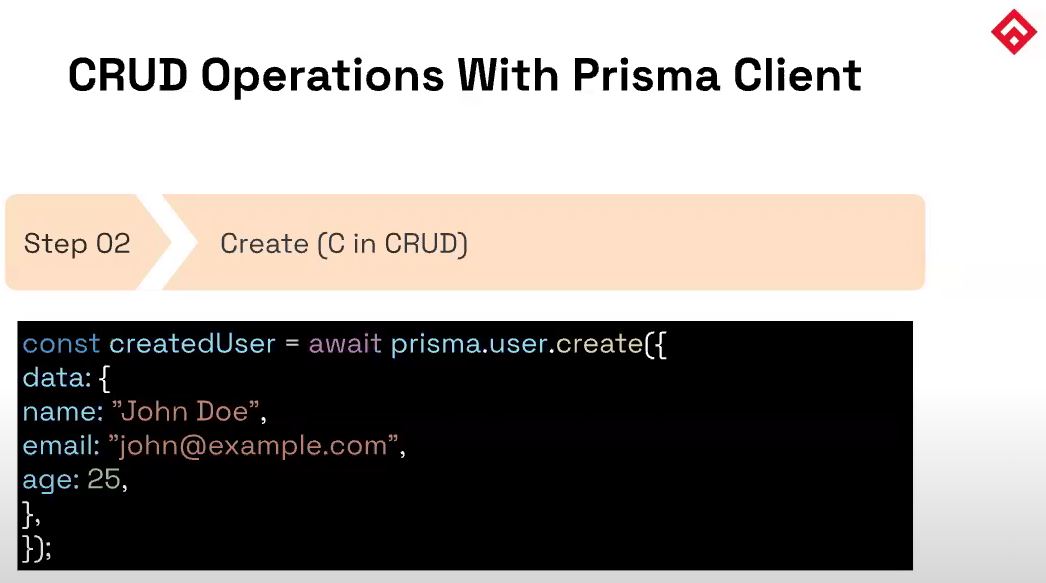 CRUD Operations With Prisma Client
Step 02
Create (C in CRUD)
const createdUser = await prisma.user.create({
data: {
name: ”John Doe”,
email: ”john@example.com”,
age: 25,
},
});